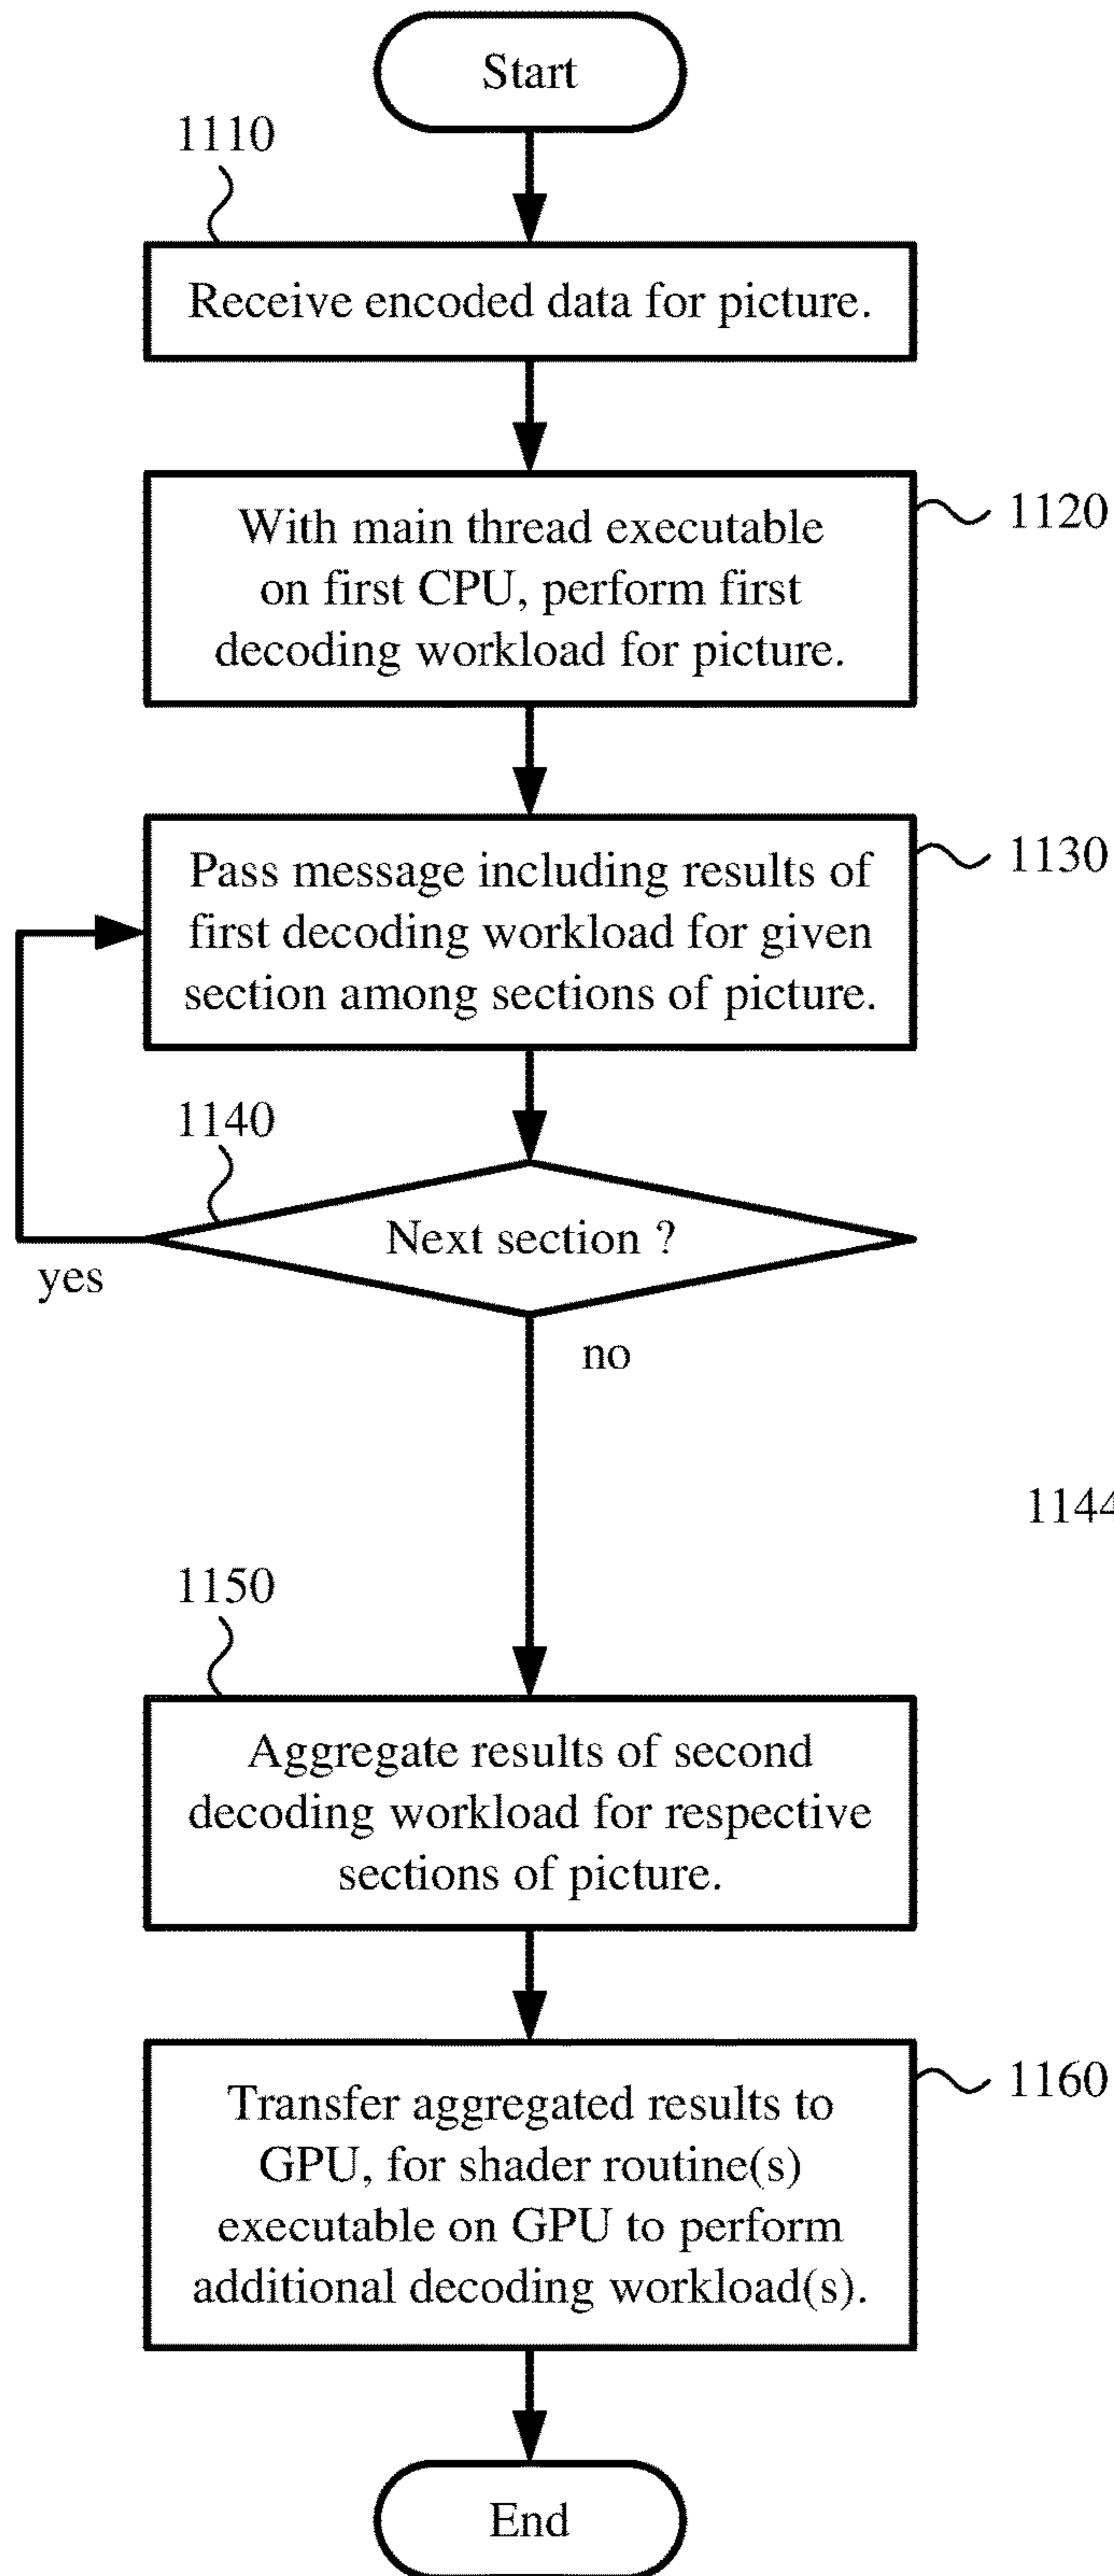 Start
1110
Receive encoded data for picture.
With main thread executable
on first CPU, perform first
decoding workload for picture.
1120
Pass message including results of
first decoding workload for given
section among sections of picture.
1130
1140
Next section ?
yes
no
1144
1150
Aggregate results of second
decoding workload for respective
sections of picture.
Transfer aggregated results to
GPU, for shader routine(s)
executable on GPU to perform
additional decoding workload(s).
1160
End